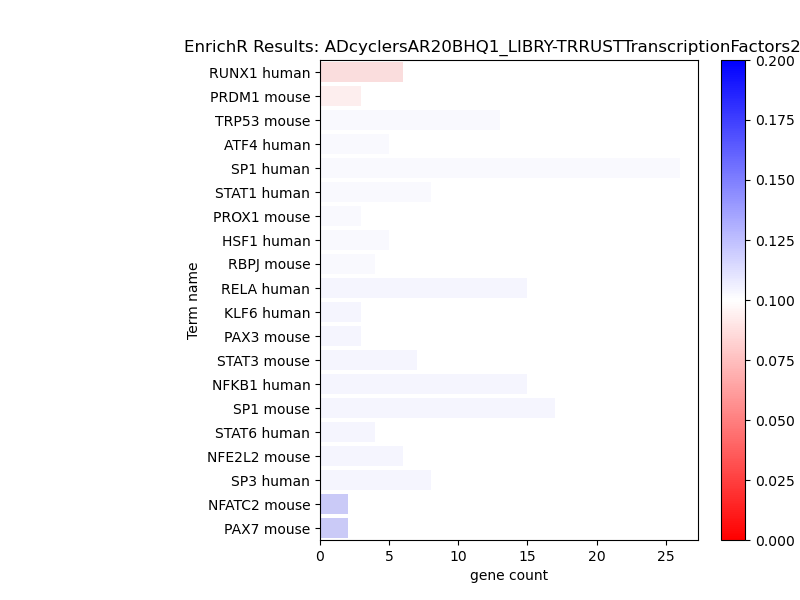 EnrichR Results: ADcyclersAR20BHQ1_LIBRY-TRRUSTTranscriptionFactors2
RUNX1 human
PRDM1 mouse
TRP53 mouse
ATF4 human
SP1 human
STAT1 human
PROX1 mouse
HSF1 human
RBPJ mouse
RELA human
KLF6 human
PAX3 mouse
STAT3 mouse
NFKB1 human
SP1 mouse
STAT6 human
NFE2L2 mouse
SP3 human
NFATC2 mouse
PAX7 mouse
Term name
0 5 10 15 20 25
gene count
0.200
0.175
0.150
0.125
0.100
0.075
0.050
0.025
0.000